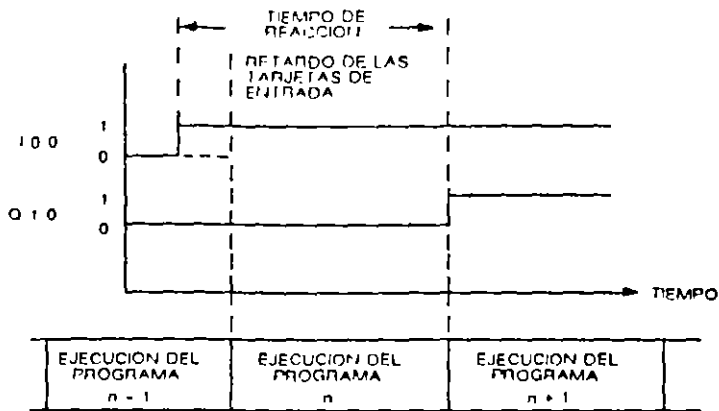 TIEMPO DE
REACCION
RETARDO DE LAS
TARJETAS DE
ENTRADA
1
I 0 0
0
1
Q 1 0
0
TIEMPO
EJECUCION DEL
PROGRAMA
n - 1
EJECUCION DEL
PROGRAMA
n
EJECUCION DEL
PROGRAMA
n + 1